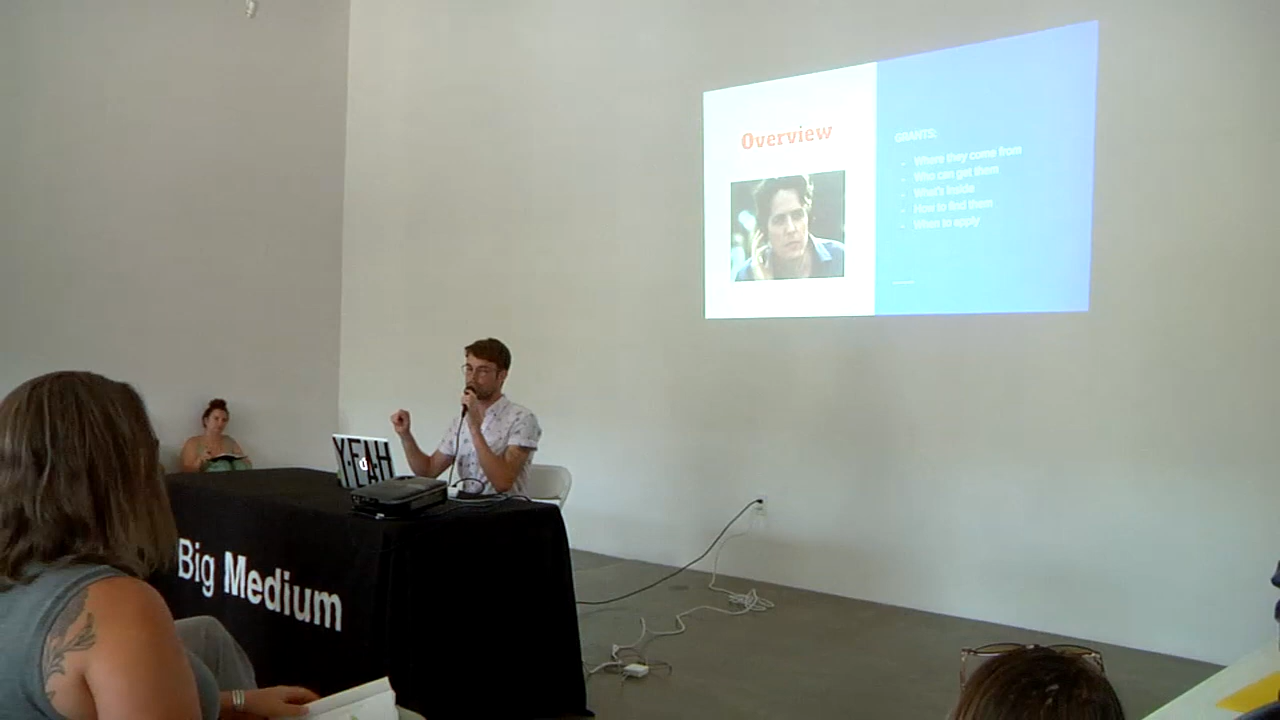 Overview
GRANTS:
- Where they come from
- Who can get them
- What's inside
- How to find them
- When to apply
YEAH
Big Medium